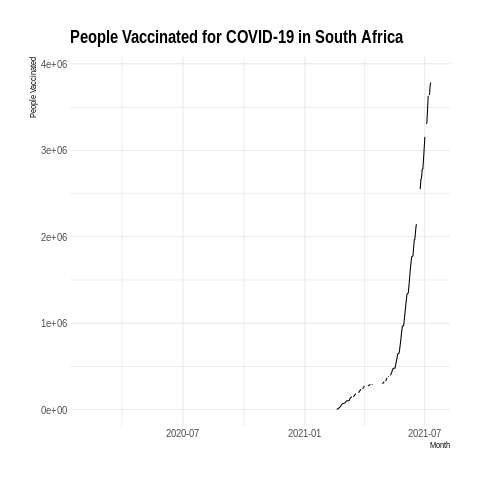 People Vaccinated for COVID-19 in South Africa
People Vaccinated
4e+06
3e+06
2e+06
1e+06
0e+00
2020-07
2021-01
2021-07
Month